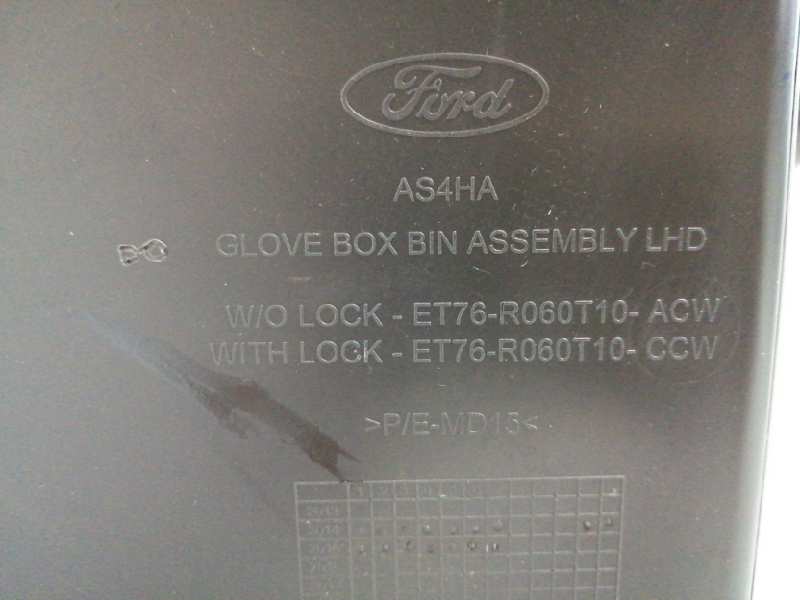 Ford
AS4HA
GLOVE BOX BIN ASSEMBLY LHD
W/O LOCK - ET76-R060T10- ACW
WITH LOCK - ET76-R060T10- CCW
>P/E-MD15<